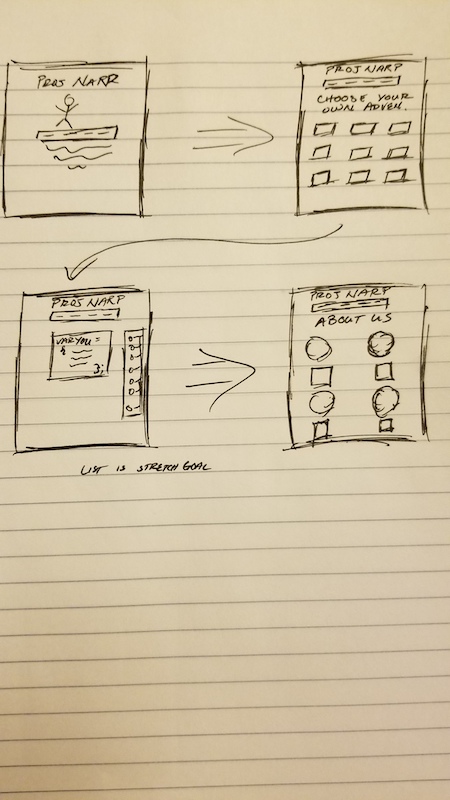 PROJ NARP
PROJ NARP
CHOOSE YOUR
OWN ADVEN.
PROJ NARP
VAR YOU =
{
};
PROJ NARP
ABOUT US
LIST IS STRETCH GOAL